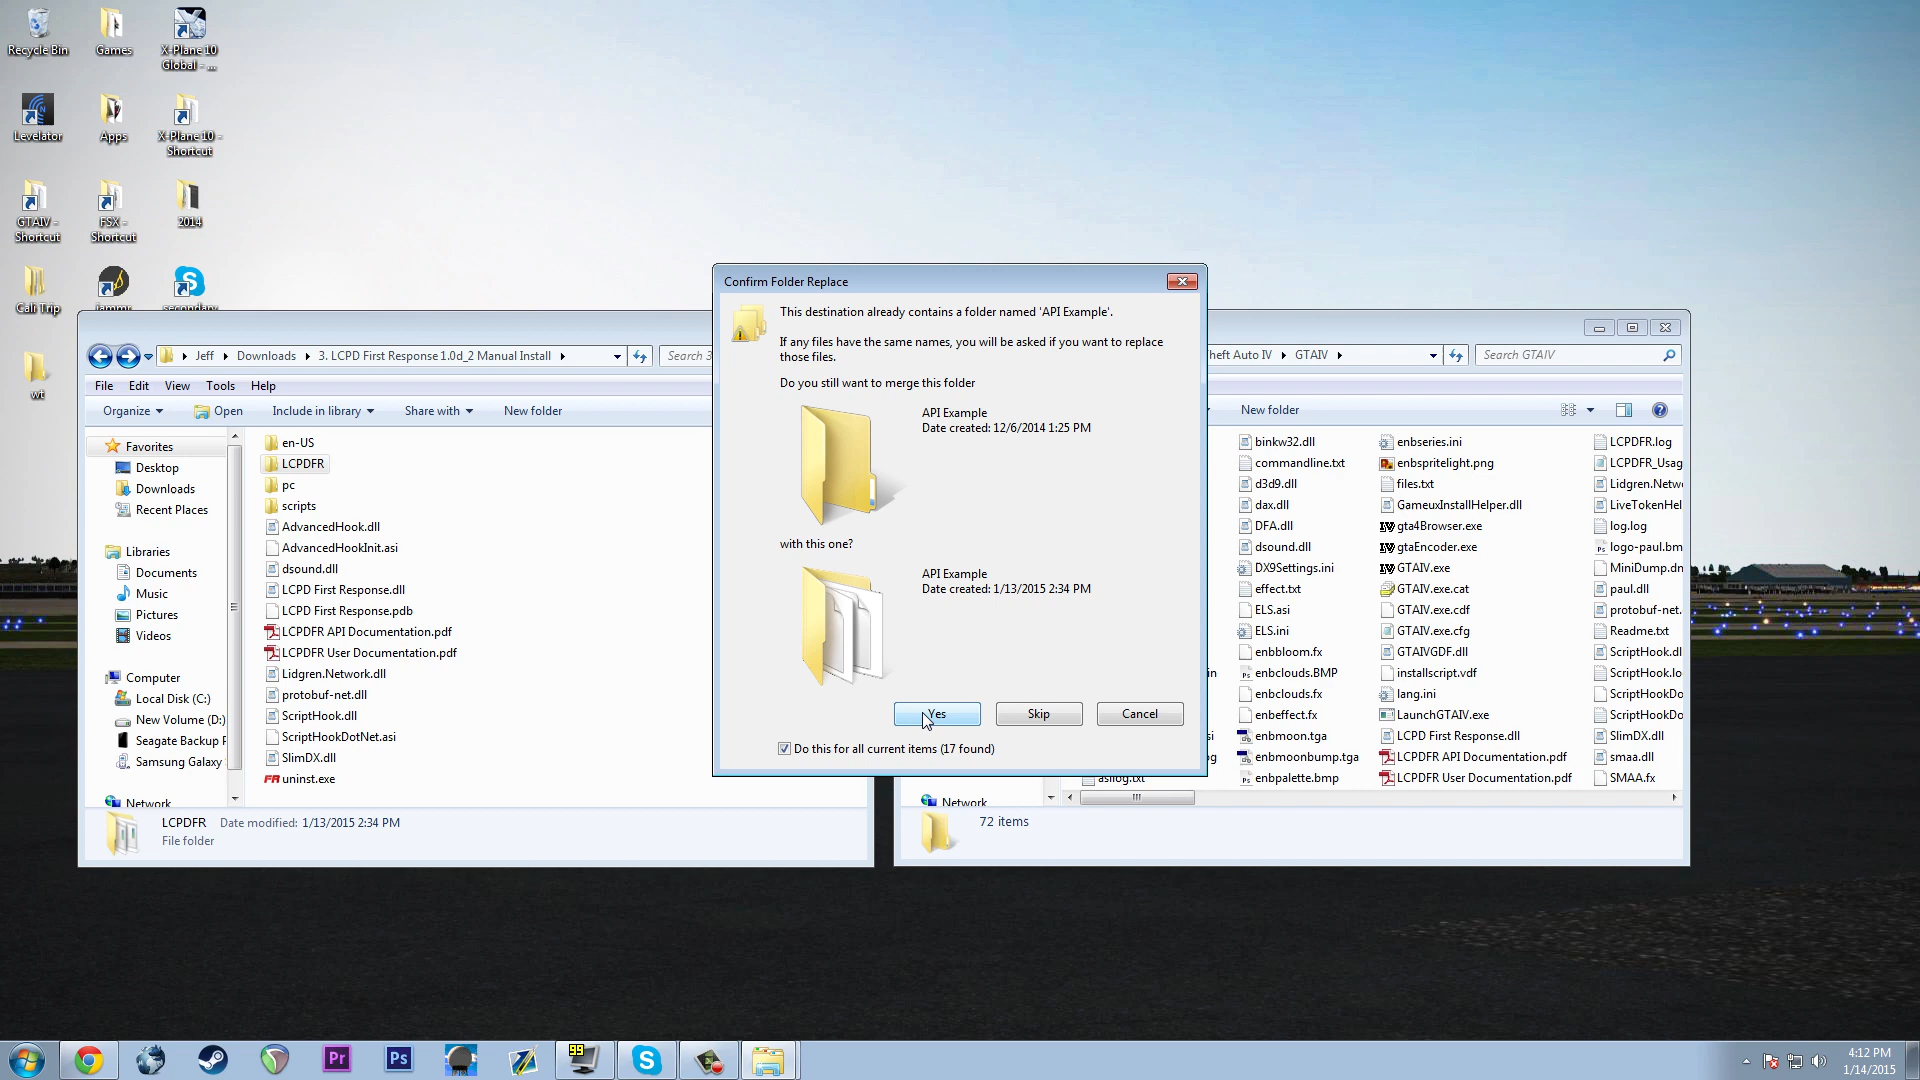 Recycle Bin
Games
X-Plane 10
Global - ...
Levelator
Apps
X-Plane 10 -
Shortcut
GTAIV -
Shortcut
FSX -
Shortcut
2014
Cali Trip
jammr
secondary
wt
Jeff
Downloads
3. LCPD First Response 1.0d_2 Manual Install
Search 3
File
Edit
View
Tools
Help
Organize
Open
Include in library
Share with
New folder
Favorites
Desktop
Downloads
Recent Places
Libraries
Documents
Music
Pictures
Videos
Computer
Local Disk (C:)
New Volume (D:)
Seagate Backup P
Samsung Galaxy
Network
en-US
LCPDFR
pc
scripts
AdvancedHook.dll
AdvancedHookInit.asi
dsound.dll
LCPD First Response.dll
LCPD First Response.pdb
LCPDFR API Documentation.pdf
LCPDFR User Documentation.pdf
Lidgren.Network.dll
protobuf-net.dll
ScriptHook.dll
ScriptHookDotNet.asi
SlimDX.dll
FR uninst.exe
LCPDFR
Date modified: 1/13/2015 2:34 PM
File folder
Confirm Folder Replace
This destination already contains a folder named 'API Example'.
If any files have the same names, you will be asked if you want to replace
those files.
Do you still want to merge this folder
API Example
Date created: 12/6/2014 1:25 PM
with this one?
API Example
Date created: 1/13/2015 2:34 PM
Yes
Skip
Cancel
Do this for all current items (17 found)
heft Auto IV
GTAIV
Search GTAIV
New folder
binkw32.dll
commandline.txt
d3d9.dll
dax.dll
DFA.dll
dsound.dll
DX9Settings.ini
effect.txt
ELS.asi
ELS.ini
enbbloom.fx
enbclouds.BMP
enbclouds.fx
enbeffect.fx
enbmoon.tga
enbmoonbump.tga
enbpalette.bmp
enbseries.ini
enbspritelight.png
files.txt
GameuxInstallHelper.dll
IV gta4Browser.exe
IV gtaEncoder.exe
IV GTAIV.exe
GTAIV.exe.cat
GTAIV.exe.cdf
GTAIV.exe.cfg
GTAIVGDF.dll
installscript.vdf
lang.ini
LaunchGTAIV.exe
LCPD First Response.dll
LCPDFR API Documentation.pdf
LCPDFR User Documentation.pdf
LCPDFR.log
LCPDFR_Usag
Lidgren.Netw
LiveTokenHel
log.log
logo-paul.bm
MiniDump.dm
paul.dll
protobuf-net.
Readme.txt
ScriptHook.dl
ScriptHook.lo
ScriptHookDo
ScriptHookDo
SlimDX.dll
smaa.dll
SMAA.fx
asilog.txt
Network
72 items
Pr
Ps
99
4:12 PM
1/14/2015